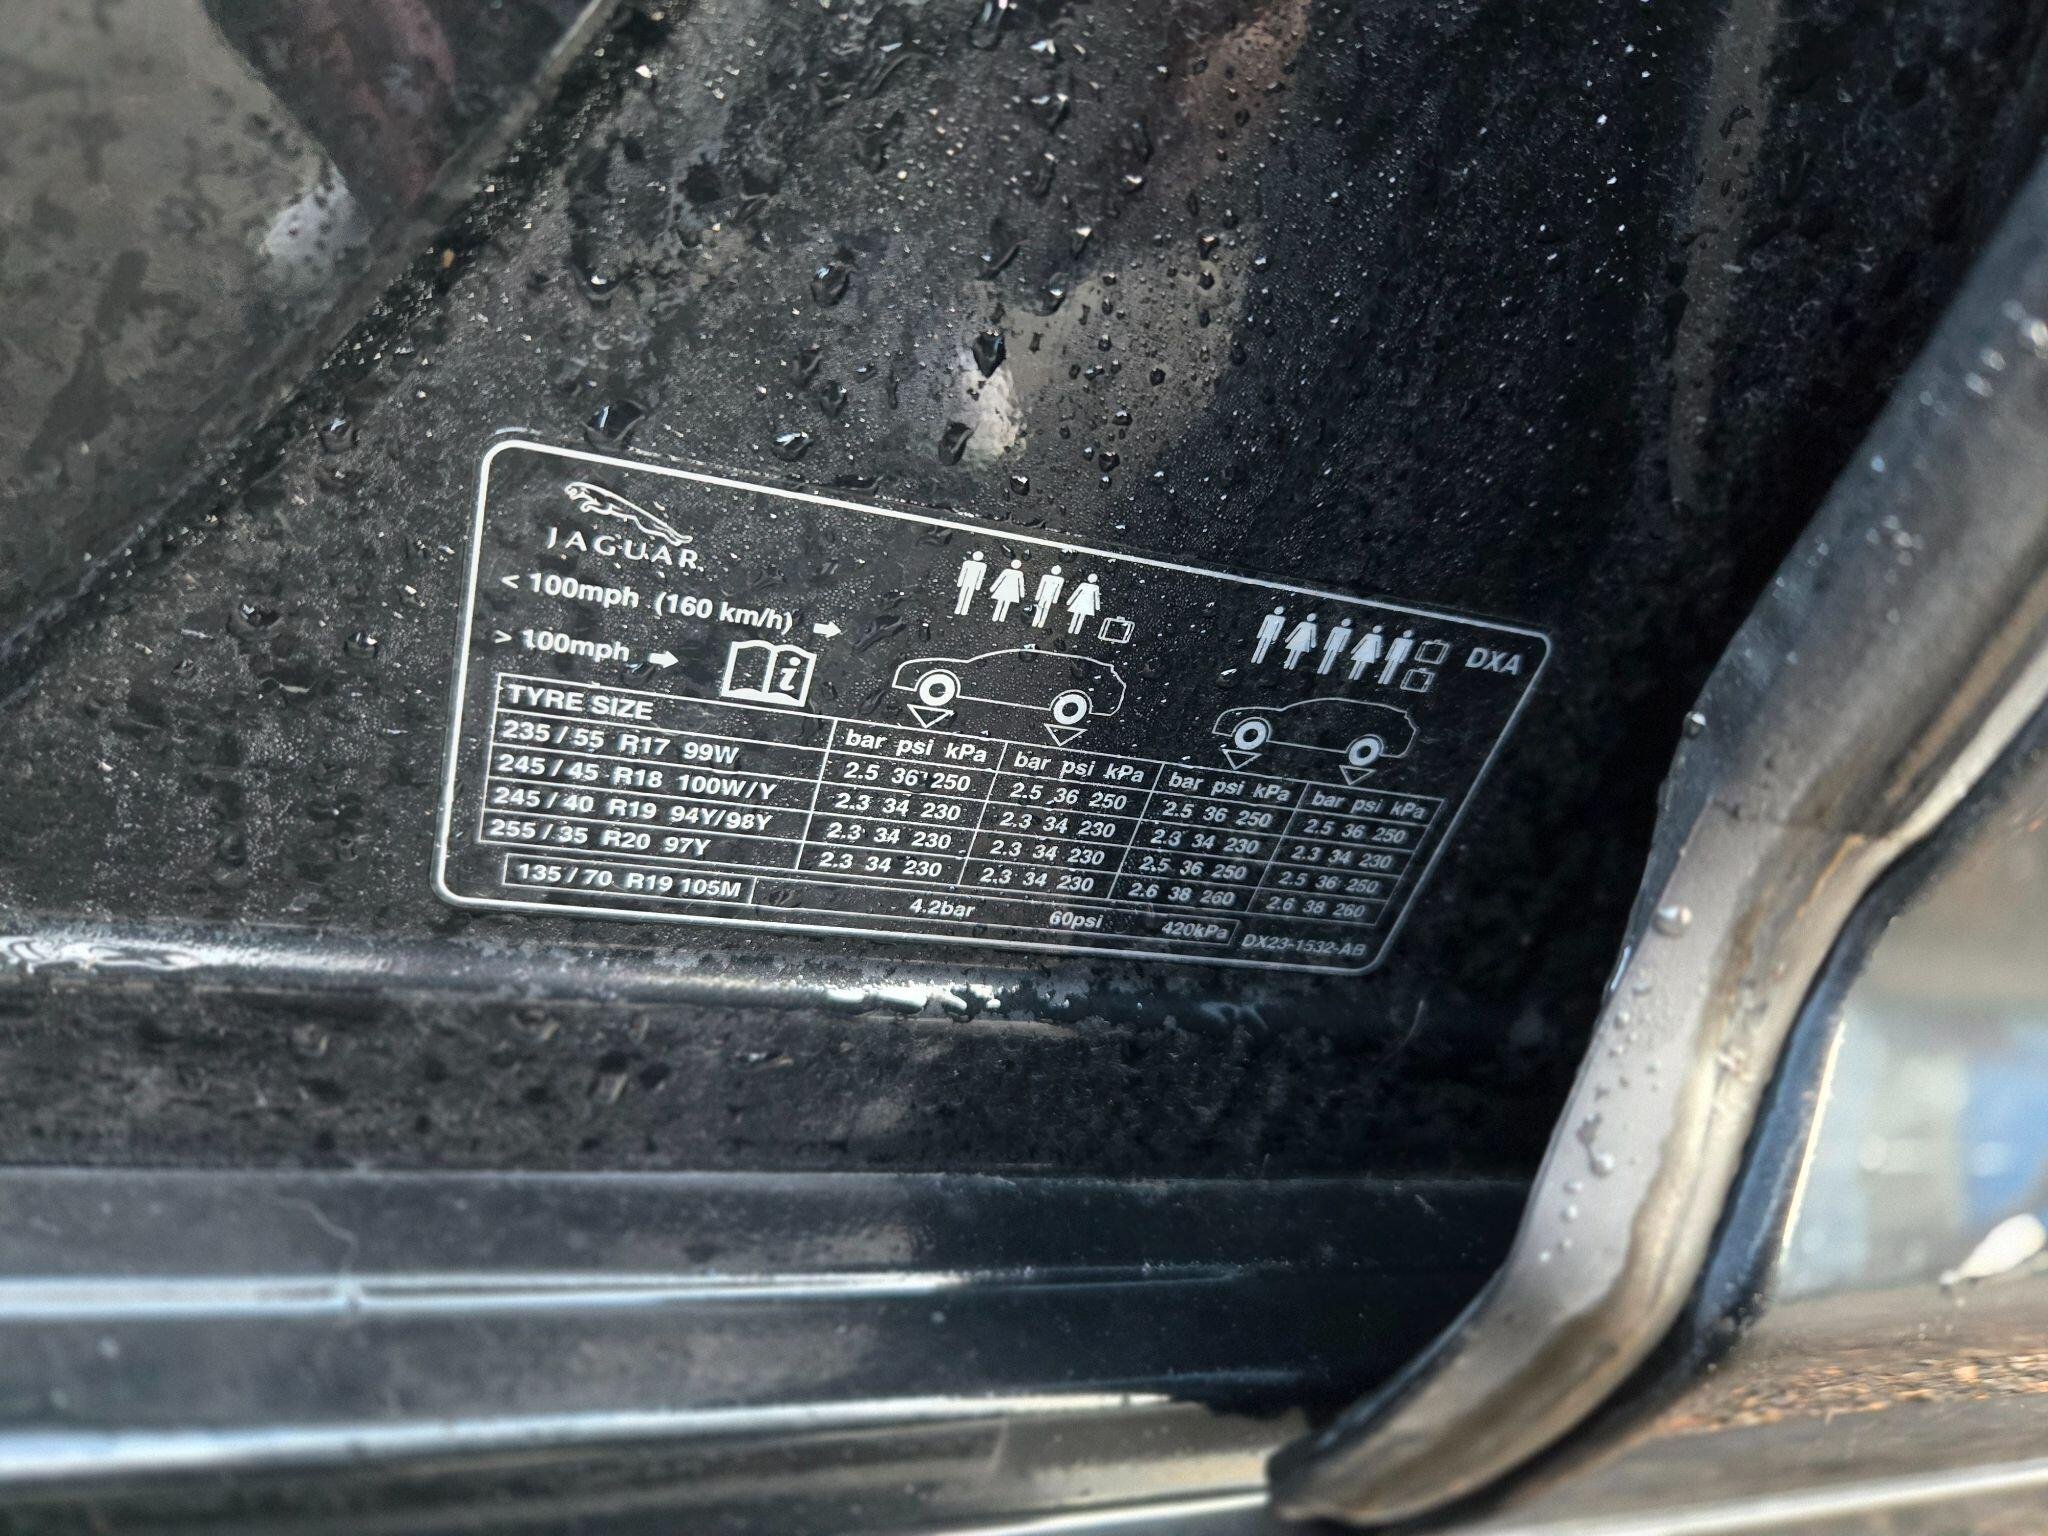 JAGUAR
< 100mph (160 km/h)
> 100mph
DXA
TYRE SIZE bar psi kPa bar psi kPa bar psi kPa bar psi kPa
235 / 55 R17 99W 2.5 36 250 2.5 36 250 2.5 36 250 2.5 36 250
245 / 45 R18 100W/Y 2.3 34 230 2.3 34 230 2.3 34 230 2.3 34 230
245 / 40 R19 94Y/98Y 2.3 34 230 2.3 34 230 2.5 36 250 2.5 36 250
255 / 35 R20 97Y 2.3 34 230 2.3 34 230 2.6 38 260 2.6 38 260
135 / 70 R19 105M 4.2bar 60psi 420kPa DX23-1532-AB